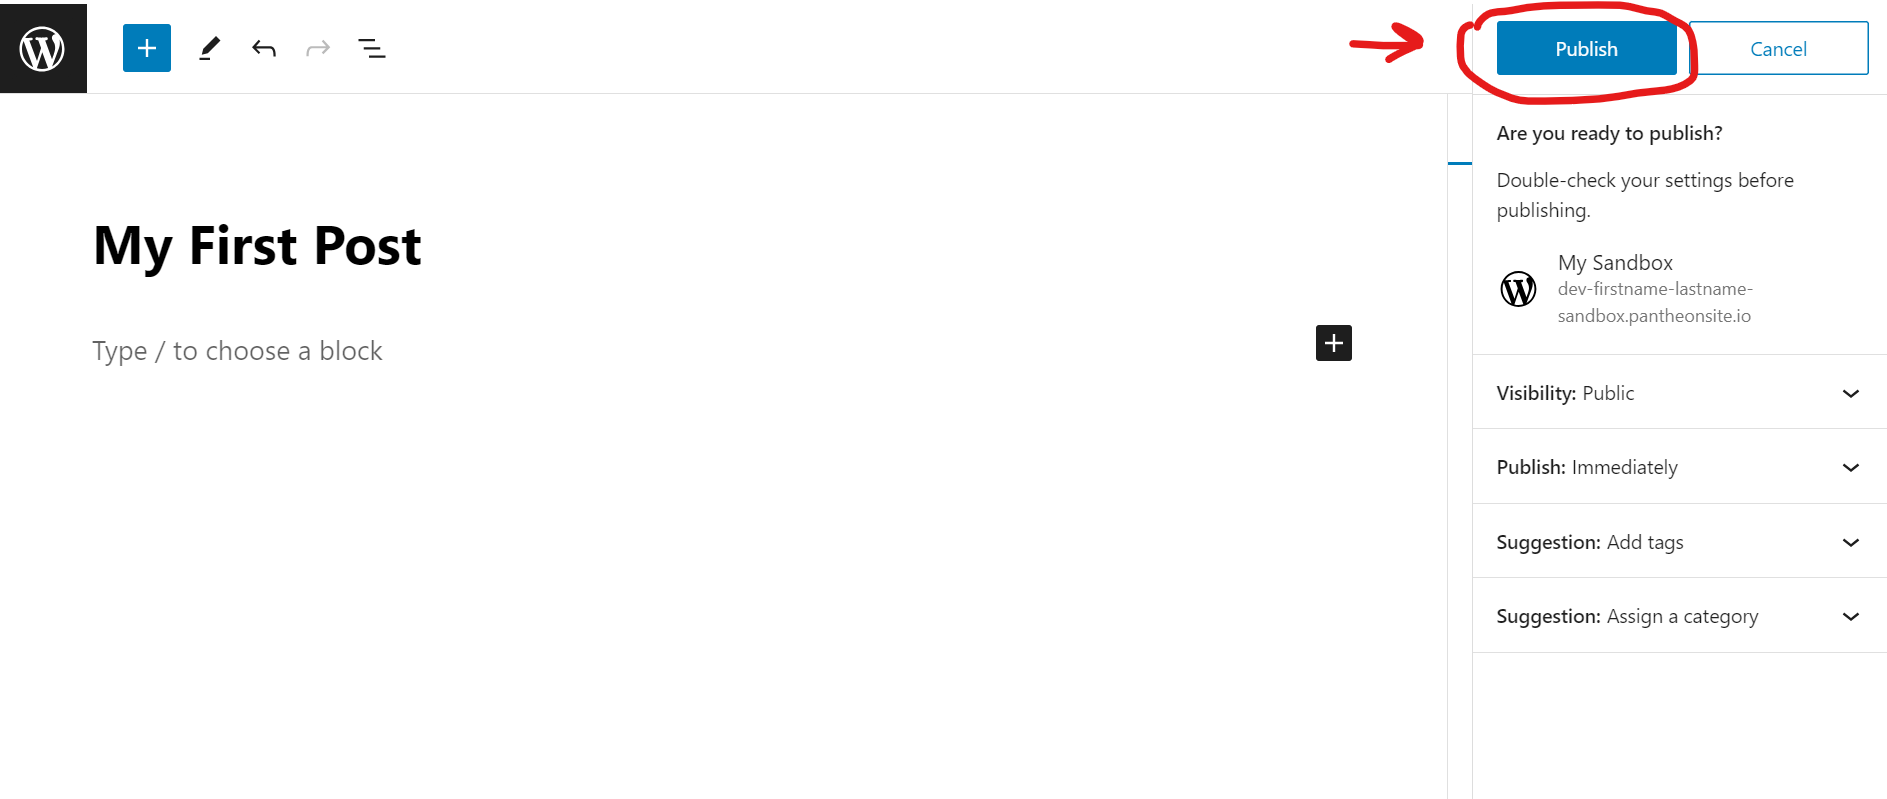 Publish
Cancel
Are you ready to publish?
Double-check your settings before
publishing.
My First Post
My Sandbox
dev-firstname-lastname-
sandbox.pantheonsite.io
Type / to choose a block
Visibility: Public
Publish: Immediately
Suggestion: Add tags
Suggestion: Assign a category